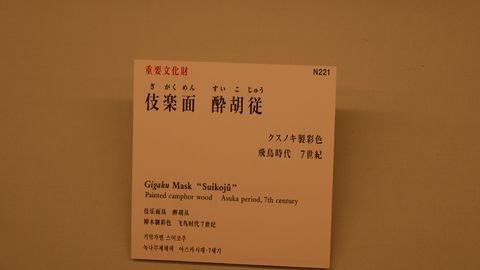 重要文化財
N221
ぎ がく めん すい こ じゅう
伎楽面 酔胡従
クスノキ製彩色
飛鳥時代 7世紀
Gigaku Mask “Suikojū”
Painted camphor wood Asuka period, 7th century
伎乐面具 醉胡从
樟木制彩色 飞鸟时代7世纪
기악가면 스이코주
녹나무제채색 아스카시대·7세기